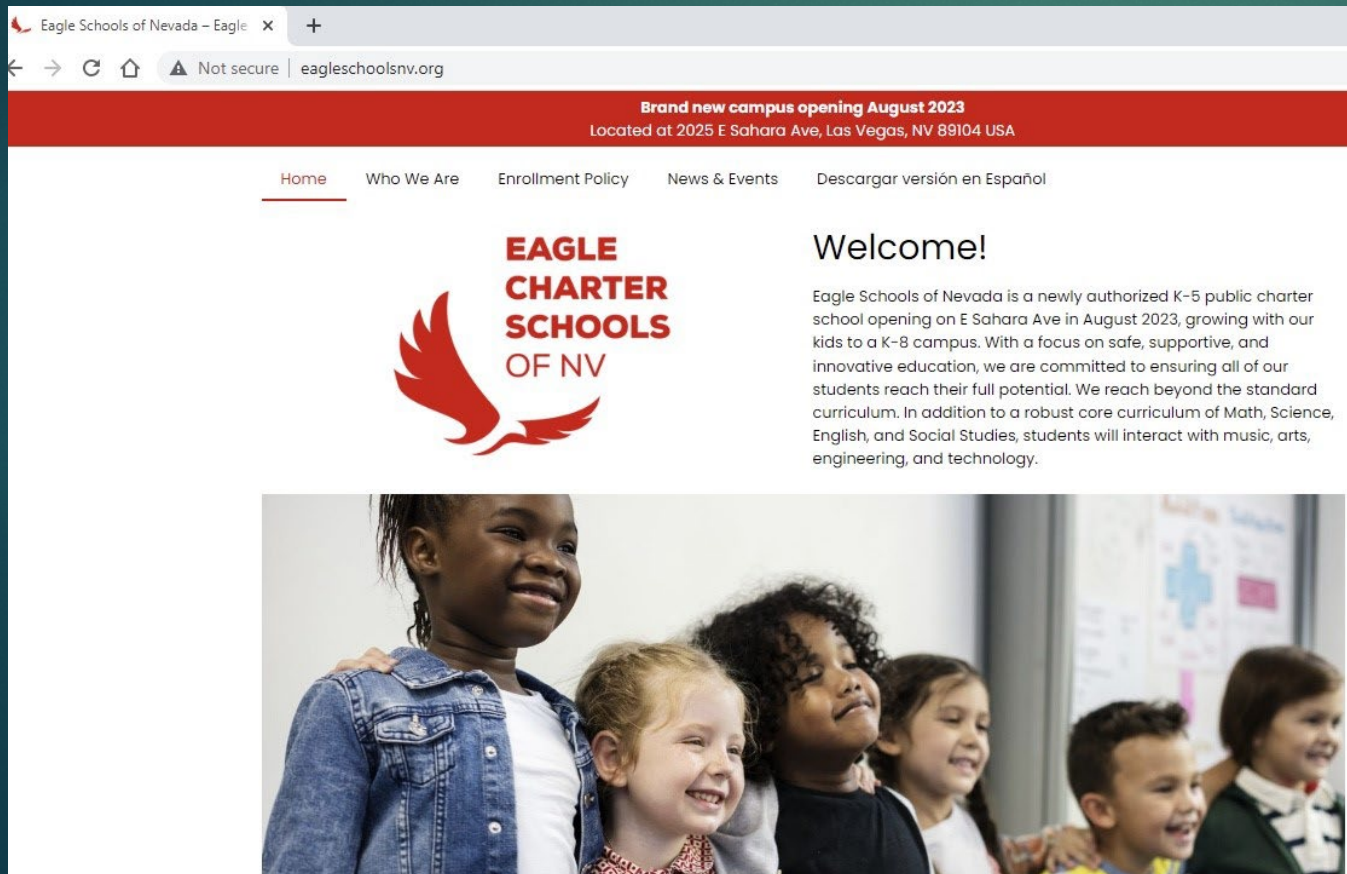 Eagle Schools of Nevada – Eagle
Not secure eagleschoolsnv.org
Brand new campus opening August 2023
Located at 2025 E Sahara Ave, Las Vegas, NV 89104 USA
Home Who We Are Enrollment Policy News & Events Descargar versión en Español
EAGLE
CHARTER
SCHOOLS
OF NV
Welcome!
Eagle Schools of Nevada is a newly authorized K-5 public charter
school opening on E Sahara Ave in August 2023, growing with our
kids to a K-8 campus. With a focus on safe, supportive, and
innovative education, we are committed to ensuring all of our
students reach their full potential. We reach beyond the standard
curriculum. In addition to a robust core curriculum of Math, Science,
English, and Social Studies, students will interact with music, arts,
engineering, and technology.